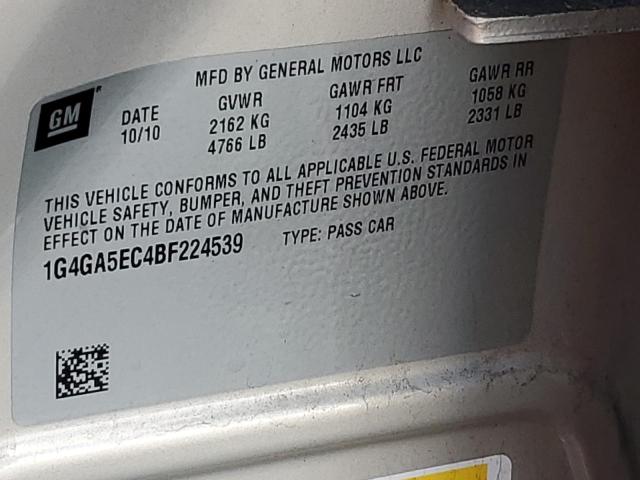 MFD BY GENERAL MOTORS LLC
GM DATE GVWR GAWR FRT GAWR RR
10/10 2162 KG 1104 KG 1058 KG
4766 LB 2435 LB 2331 LB
THIS VEHICLE CONFORMS TO ALL APPLICABLE U.S. FEDERAL MOTOR
VEHICLE SAFETY, BUMPER, AND THEFT PREVENTION STANDARDS IN
EFFECT ON THE DATE OF MANUFACTURE SHOWN ABOVE.
1G4GA5EC4BF224539 TYPE: PASS CAR